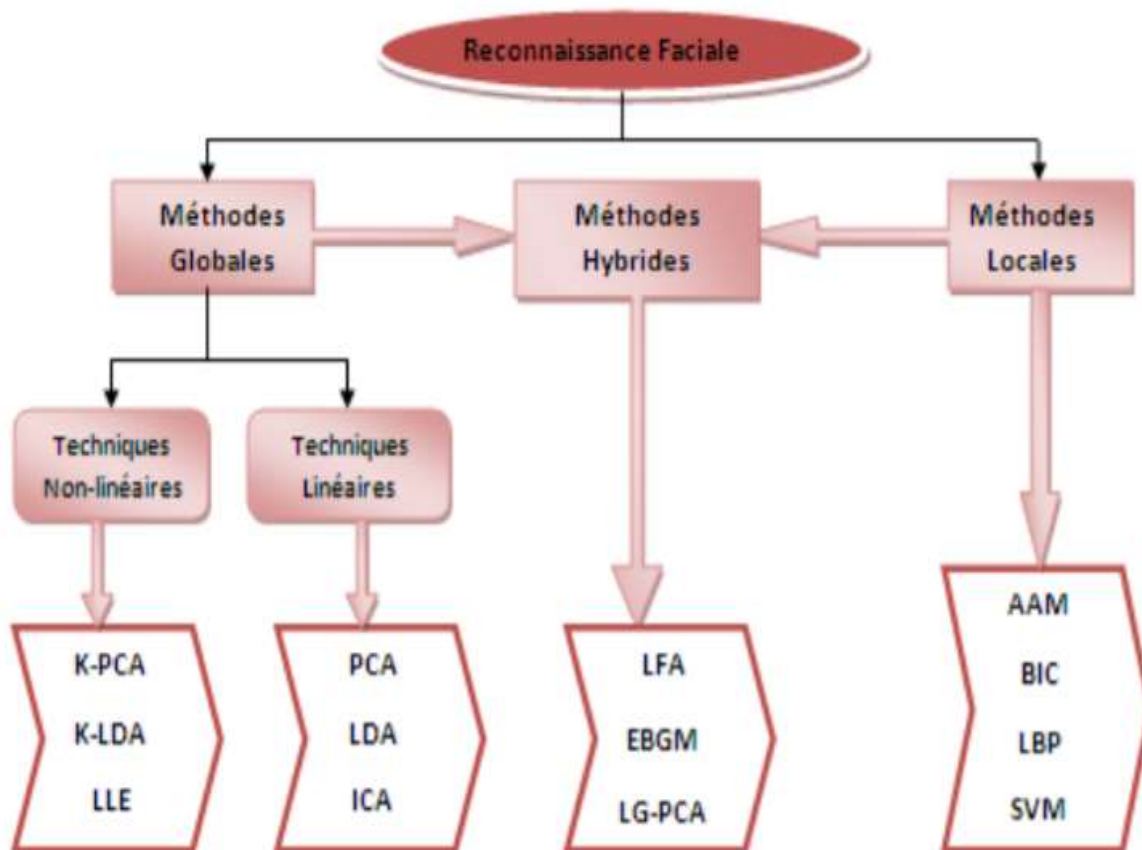 Reconnaissance Faciale
Méthodes
Globales
Méthodes
Hybrides
Méthodes
Locales
Techniques
Non-linéaires
Techniques
Linéaires
K-PCA
K-LDA
LLE
PCA
LDA
ICA
LFA
EBGM
LG-PCA
AAM
BIC
LBP
SVM